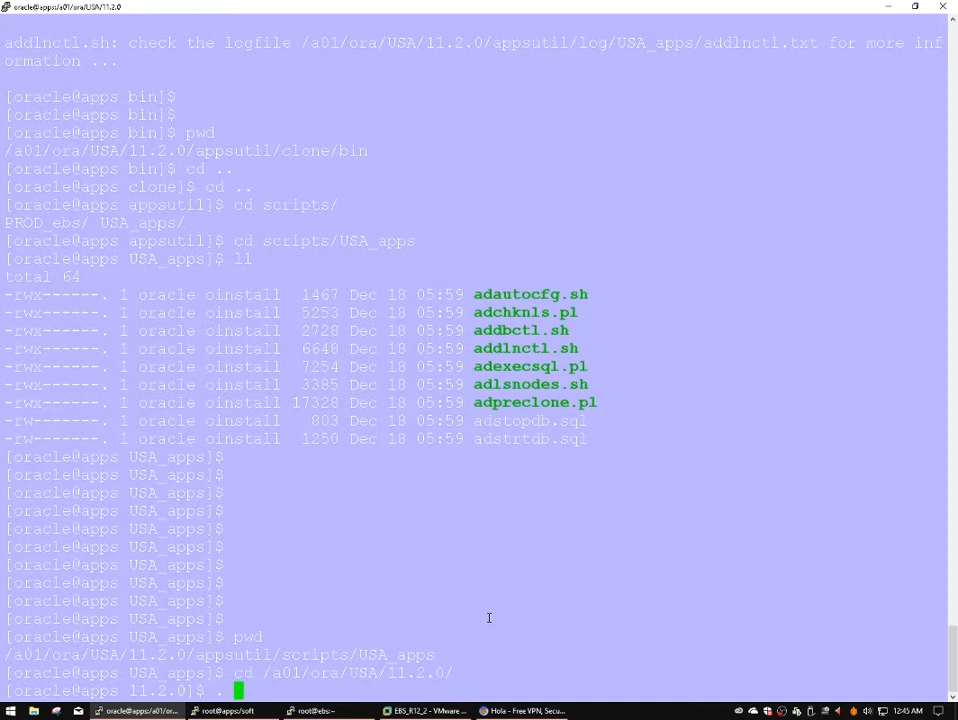 oracle@apps:/a01/ora/USA/11.2.0
addlnctl.sh: check the logfile /a01/ora/USA/11.2.0/appsutil/log/USA_apps/addlnctl.txt for more inf
ormation ...
[oracle@apps bin]$
[oracle@apps bin]$
[oracle@apps bin]$ pwd
/a01/ora/USA/11.2.0/appsutil/clone/bin
[oracle@apps bin]$ cd ..
[oracle@apps clone]$ cd ..
[oracle@apps appsutil]$ cd scripts/
PROD_ebs/ USA_apps/
[oracle@apps appsutil]$ cd scripts/USA_apps
[oracle@apps USA_apps]$ ll
total 64
-rwx------. 1 oracle oinstall  1467 Dec 18 05:59 adautocfg.sh
-rwx------. 1 oracle oinstall  5253 Dec 18 05:59 adchknls.pl
-rwx------. 1 oracle oinstall  2728 Dec 18 05:59 addbctl.sh
-rwx------. 1 oracle oinstall  6648 Dec 18 05:59 addlnctl.sh
-rwx------. 1 oracle oinstall  7254 Dec 18 05:59 adexecsql.pl
-rwx------. 1 oracle oinstall  3385 Dec 18 05:59 adlsnodes.sh
-rwx------. 1 oracle oinstall 17328 Dec 18 05:59 adpreclone.pl
-rw-------. 1 oracle oinstall   803 Dec 18 05:59 adstopdb.sql
-rw-------. 1 oracle oinstall  1250 Dec 18 05:59 adstrtdb.sql
[oracle@apps USA_apps]$
[oracle@apps USA_apps]$
[oracle@apps USA_apps]$
[oracle@apps USA_apps]$
[oracle@apps USA_apps]$
[oracle@apps USA_apps]$
[oracle@apps USA_apps]$
[oracle@apps USA_apps]$
[oracle@apps USA_apps]$
[oracle@apps USA_apps]$
[oracle@apps USA_apps]$ pwd
/a01/ora/USA/11.2.0/appsutil/scripts/USA_apps
[oracle@apps USA_apps]$ cd /a01/ora/USA/11.2.0/
[oracle@apps 11.2.0]$ .
oracle@apps:/a01/or... root@apps:/soft root@ebs:~ EBS_R12_2 - VMware ... Hola - Free VPN, Secu... 12:45 AM